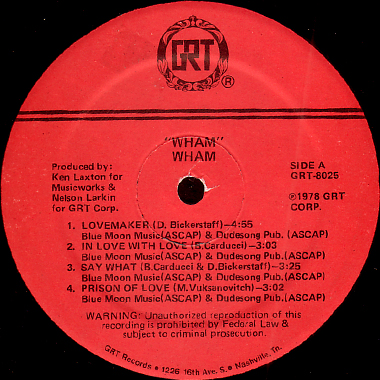 GRT
®
"WHAM"
WHAM
Produced by:
Ken Laxton for
Musicworks &
Nelson Larkin
for GRT Corp.
SIDE A
GRT-8025
℗1978 GRT
CORP.
1. LOVEMAKER (D. Bickerstaff)—4:55
Blue Moon Music(ASCAP) & Dudesong Pub.(ASCAP)
2. IN LOVE WITH LOVE (S.Carducci)—3:03
Blue Moon Music(ASCAP) & Dudesong Pub.(ASCAP)
3. SAY WHAT (S.Carducci & D.Bickerstaff)—3:25
Blue Moon Music(ASCAP) & Dudesong Pub.(ASCAP)
4. PRISON OF LOVE (M.Vuksanovitch)—3:02
Blue Moon Music(ASCAP) & Dudesong Pub.(ASCAP)
WARNING: Unauthorized reproduction of this
recording is prohibited by Federal Law &
subject to criminal prosecution.
GRT Records • 1226 16th Ave. S. • Nashville, Tn.